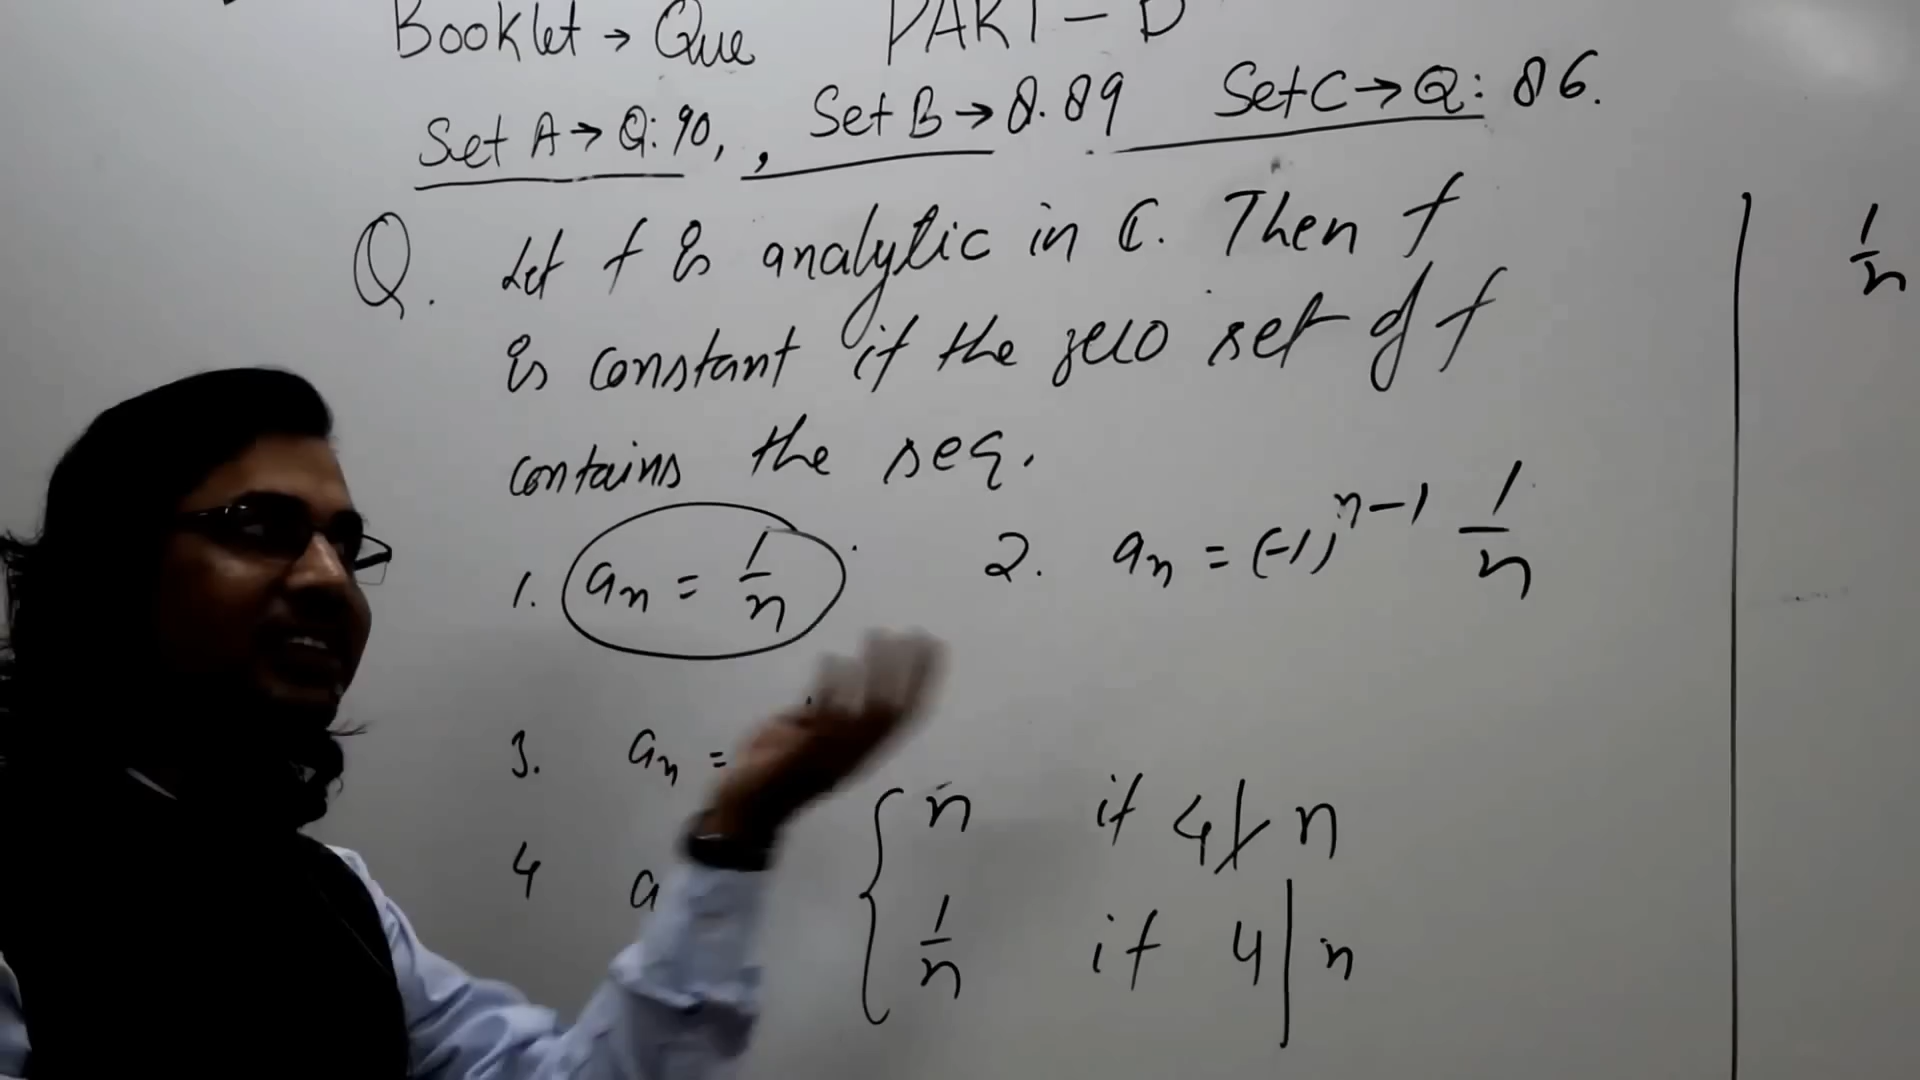 Booklet → Que PART - D
Set A → Q: 90, , Set B → Q. 89 Set C → Q: 86.
Q. Let f is analytic in ℂ. Then f
is constant if the zero set of f
contains the seq.
1. aₙ = 1/n 2. aₙ = (-1)ⁿ⁻¹ 1/n
3. aₙ =
4 a { n if 4 ∤ n
1/n if 4 | n
1/n